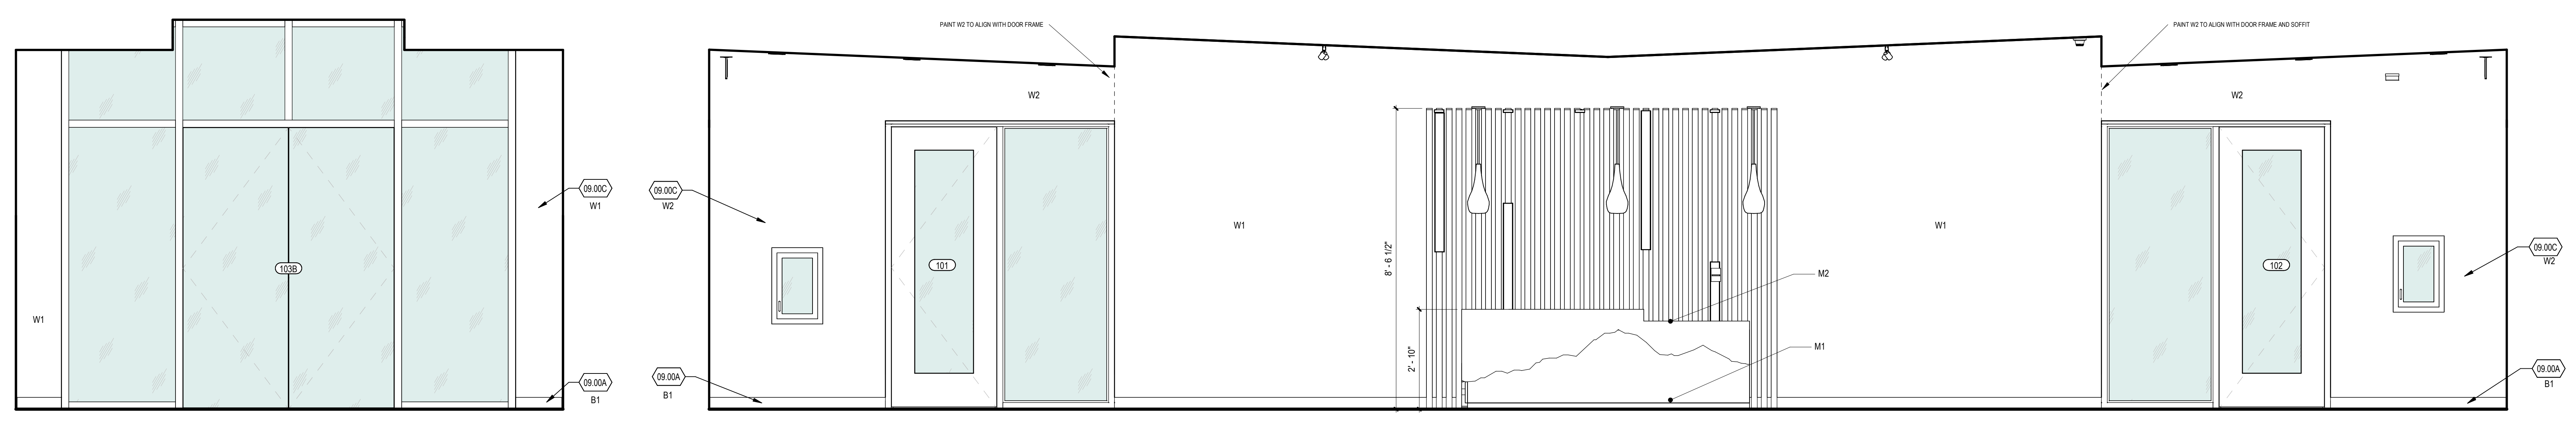 PAINT W2 TO ALIGN WITH DOOR FRAME
PAINT W2 TO ALIGN WITH DOOR FRAME AND SOFFIT
W2
W2
09.00C
W1
09.00C
W2
W1
W1
8' - 6 1/2"
09.00C
W2
103B
101
102
M2
W1
M1
2' - 10"
09.00A
B1
09.00A
B1
09.00A
B1